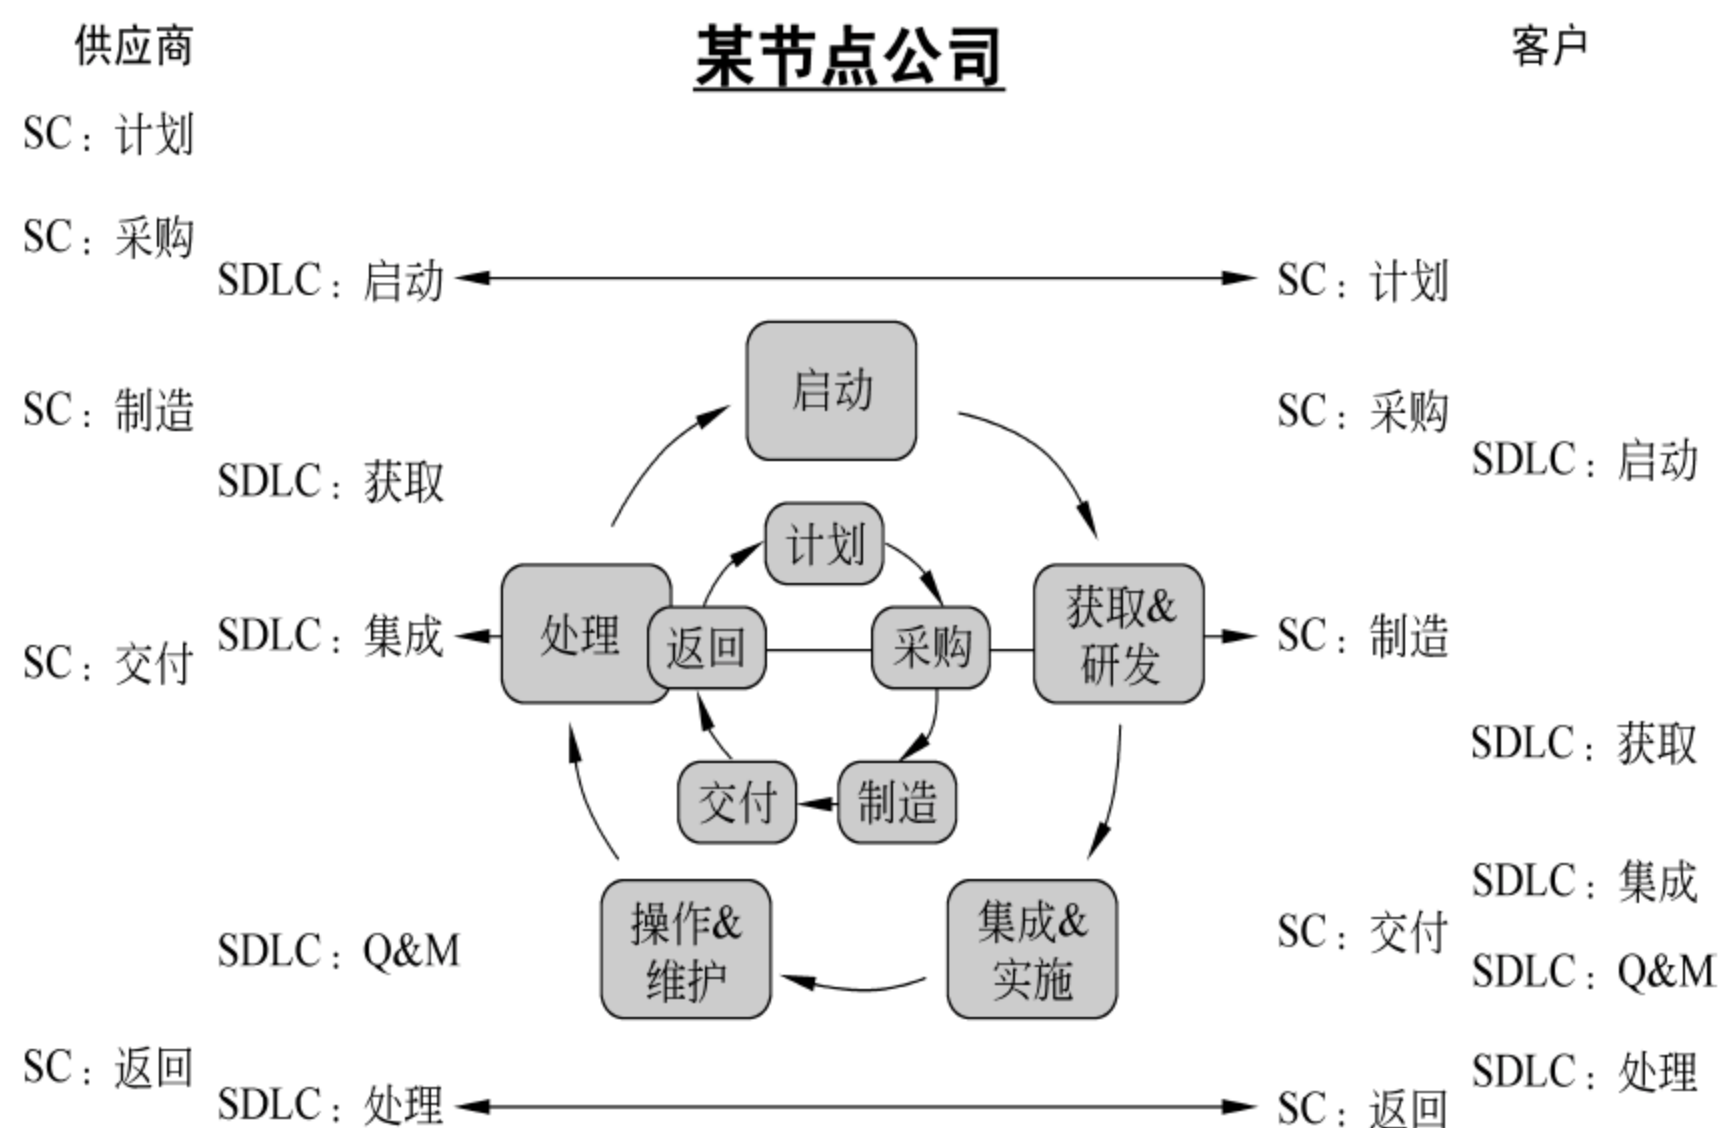 供应商
某节点公司
客户
SC：计划
SC：采购
SDLC：启动
SC：计划
启动
SC：制造
SC：采购
SDLC：启动
SDLC：获取
计划
处理
返回
采购
获取&
研发
SDLC：集成
SC：制造
SC：交付
SDLC：获取
交付
制造
SDLC：集成
操作&
维护
集成&
实施
SC：交付
SDLC：Q&M
SDLC：Q&M
SC：返回
SDLC：处理
SDLC：处理
SC：返回